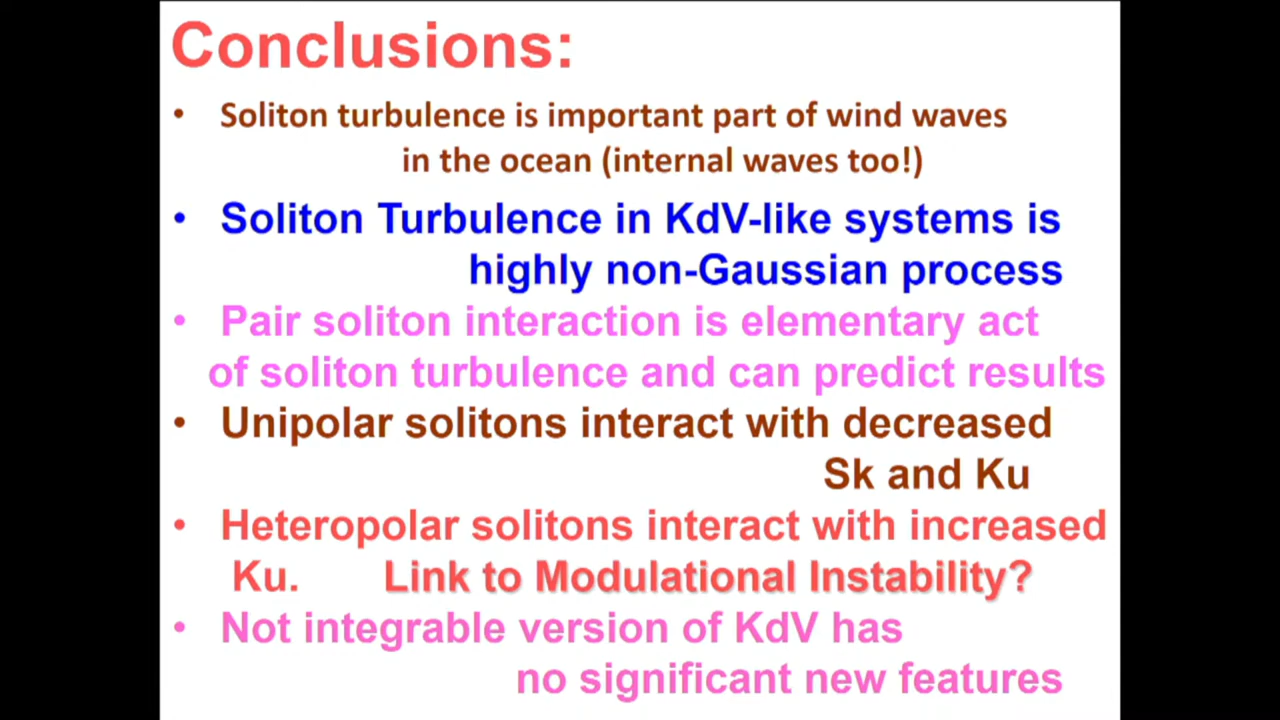 Conclusions:
• Soliton turbulence is important part of wind waves
in the ocean (internal waves too!)
• Soliton Turbulence in KdV-like systems is
highly non-Gaussian process
• Pair soliton interaction is elementary act
of soliton turbulence and can predict results
• Unipolar solitons interact with decreased
Sk and Ku
• Heteropolar solitons interact with increased
Ku. Link to Modulational Instability?
• Not integrable version of KdV has
no significant new features